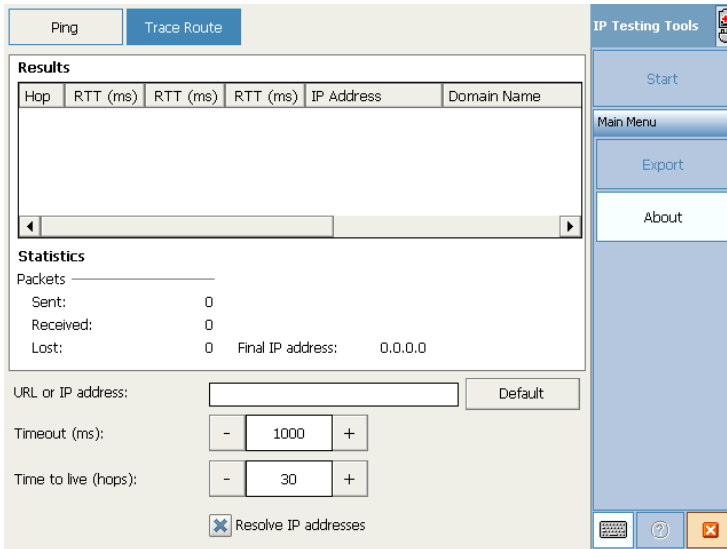 Ping
Trace Route
IP Testing Tools
Results
Hop RTT (ms) RTT (ms) RTT (ms) IP Address Domain Name
Statistics
Packets
Sent: 0
Received: 0
Lost: 0 Final IP address: 0.0.0.0
URL or IP address: Default
Timeout (ms): - 1000 +
Time to live (hops): - 30 +
Resolve IP addresses
Start
Main Menu
Export
About
?